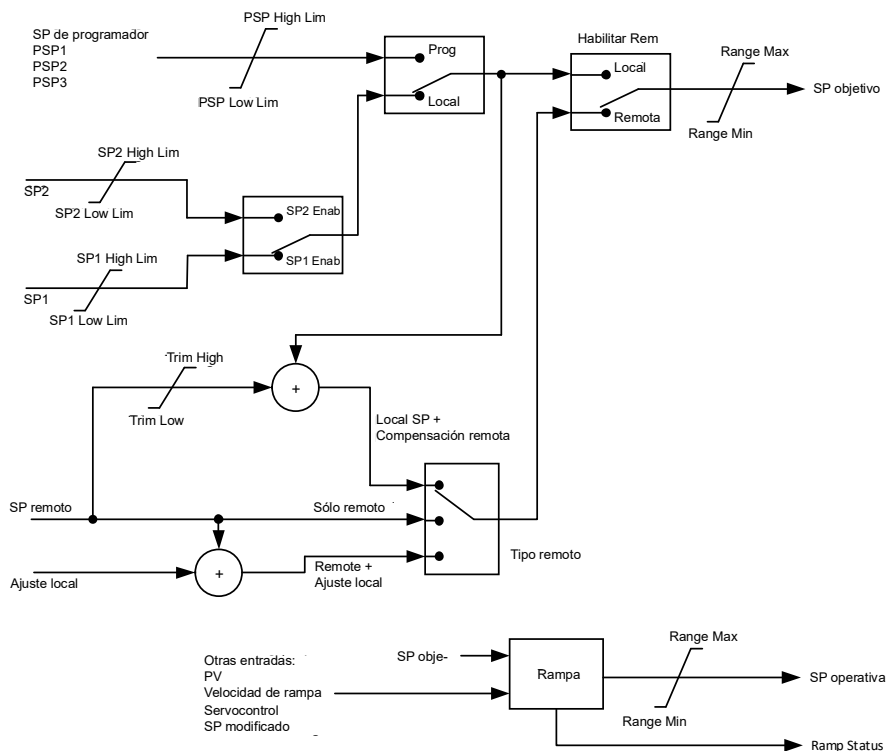 PSP High Lim
SP de programador
PSP1
PSP2
PSP3
PSP Low Lim
Prog
Local
Habilitar Rem
Local
Remota
Range Max
Range Min
SP objetivo
SP2 High Lim
SP2
SP2 Low Lim
SP2 Enab
SP1 Enab
SP1 High Lim
SP1
SP1 Low Lim
Trim High
Trim Low
+
Local SP +
Compensación remota
SP remoto
Sólo remoto
Tipo remoto
Ajuste local
+
Remote +
Ajuste local
Otras entradas:
PV
Velocidad de rampa
Servocontrol
SP modificado
SP obje-
Rampa
Range Max
Range Min
SP operativa
Ramp Status